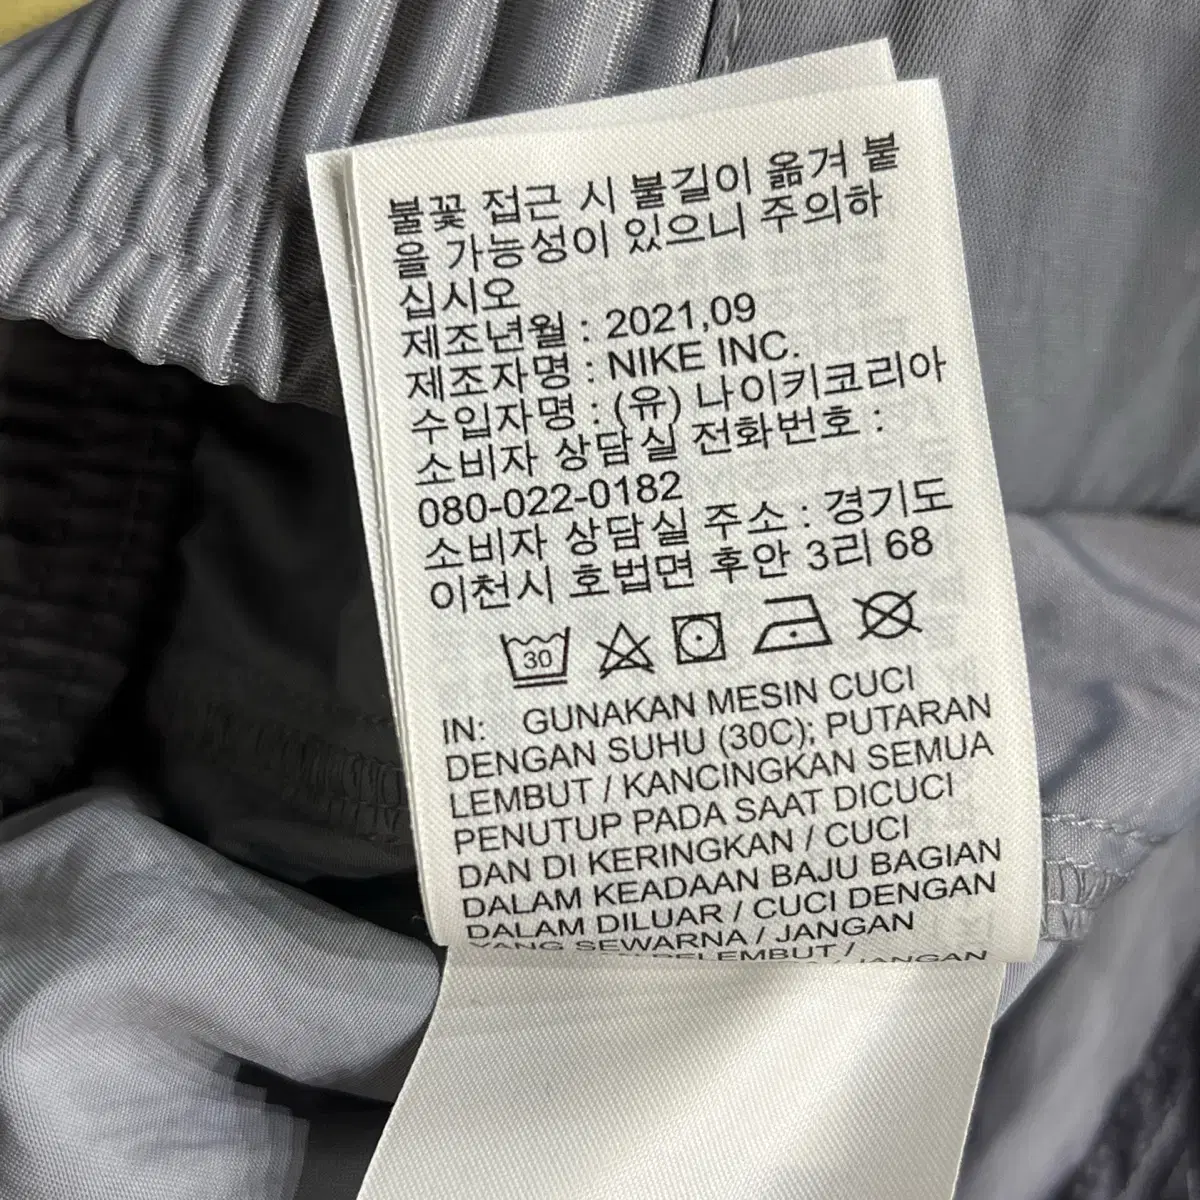 불꽃 접근 시 불길이 옮겨 붙
을 가능성이 있으니 주의하
십시오
제조년월 : 2021,09
제조자명 : NIKE INC.
수입자명 : (유) 나이키코리아
소비자 상담실 전화번호 :
080-022-0182
소비자 상담실 주소 : 경기도
이천시 호법면 후안 3리 68
30
IN: GUNAKAN MESIN CUCI
DENGAN SUHU (30C); PUTARAN
LEMBUT / KANCINGKAN SEMUA
PENUTUP PADA SAAT DICUCI
DAN DI KERINGKAN / CUCI
DALAM KEADAAN BAJU BAGIAN
DALAM DILUAR / CUCI DENGAN
YANG SEWARNA / JANGAN
PELEMBUT /
JANGAN